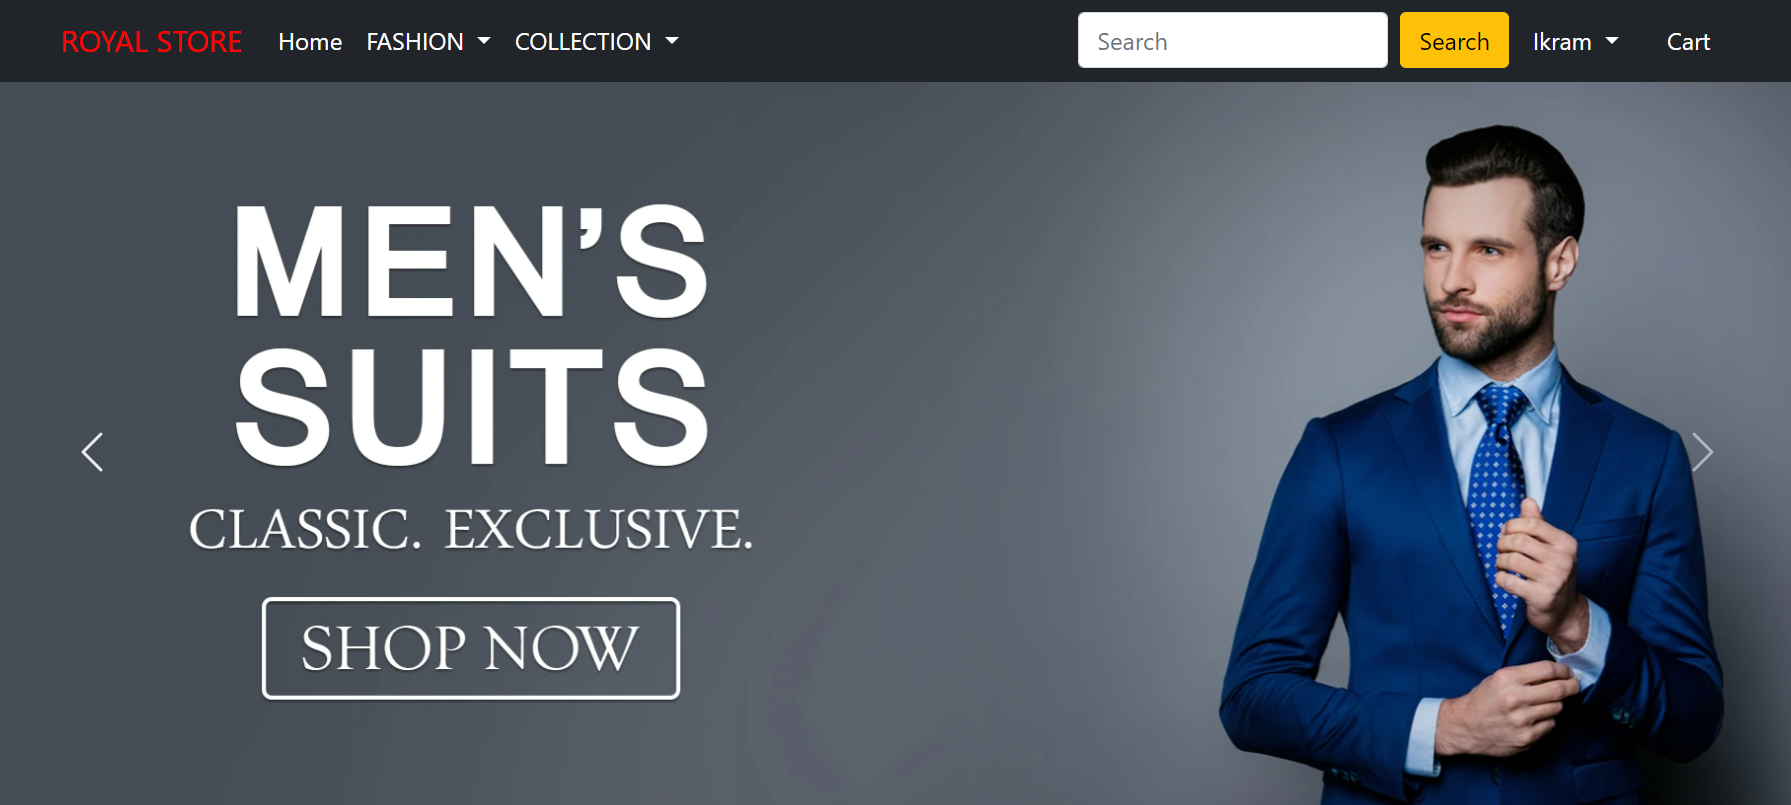 ROYAL STORE Home FASHION COLLECTION Search Search Ikram Cart
MEN'S
SUITS
CLASSIC. EXCLUSIVE.
SHOP NOW